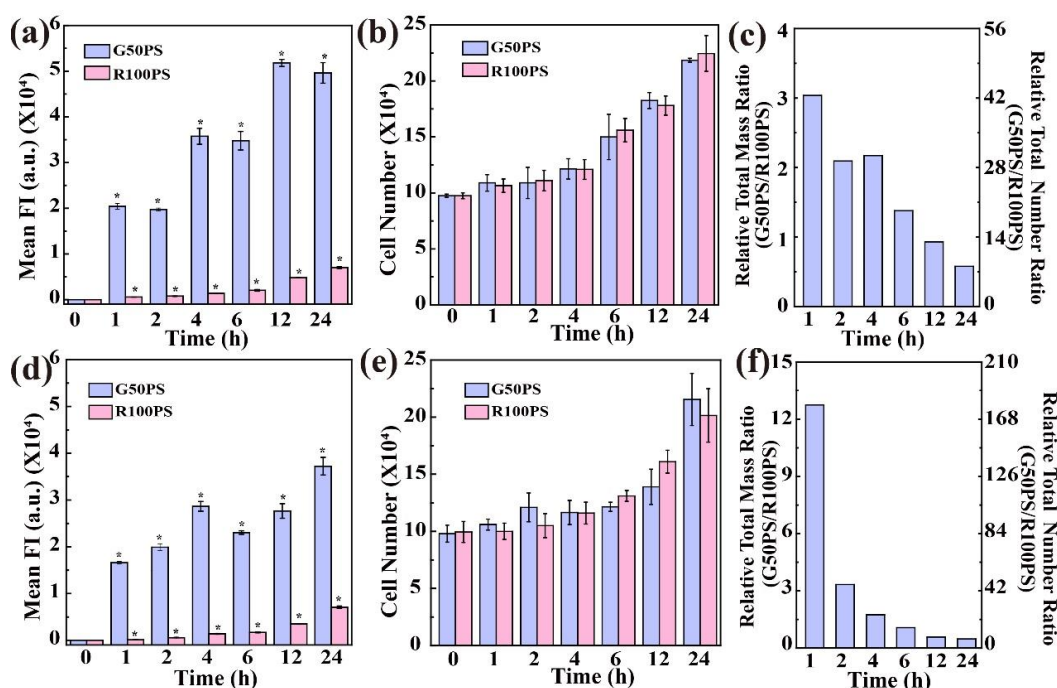 (a)
Mean FI (a.u.) (X10⁴)
6
5
4
3
2
1
0
G50PS
R100PS
* * * * * *
* * * * * *
0 1 2 4 6 12 24
Time (h)
(b)
Cell Number (X10⁴)
25
20
15
10
5
0
G50PS
R100PS
0 1 2 4 6 12 24
Time (h)
(c)
Relative Total Mass Ratio
(G50PS/R100PS)
4
3
2
1
0
1 2 4 6 12 24
Time (h)
56
42
28
14
0
Relative Total Number Ratio
(G50PS/R100PS)
(d)
Mean FI (a.u.) (X10⁴)
6
5
4
3
2
1
0
G50PS
R100PS
* * * * * *
* * * * * *
0 1 2 4 6 12 24
Time (h)
(e)
Cell Number (X10⁴)
25
20
15
10
5
0
G50PS
R100PS
0 1 2 4 6 12 24
Time (h)
(f)
Relative Total Mass Ratio
(G50PS/R100PS)
15
12
9
6
3
0
1 2 4 6 12 24
Time (h)
210
168
126
84
42
0
Relative Total Number Ratio
(G50PS/R100PS)